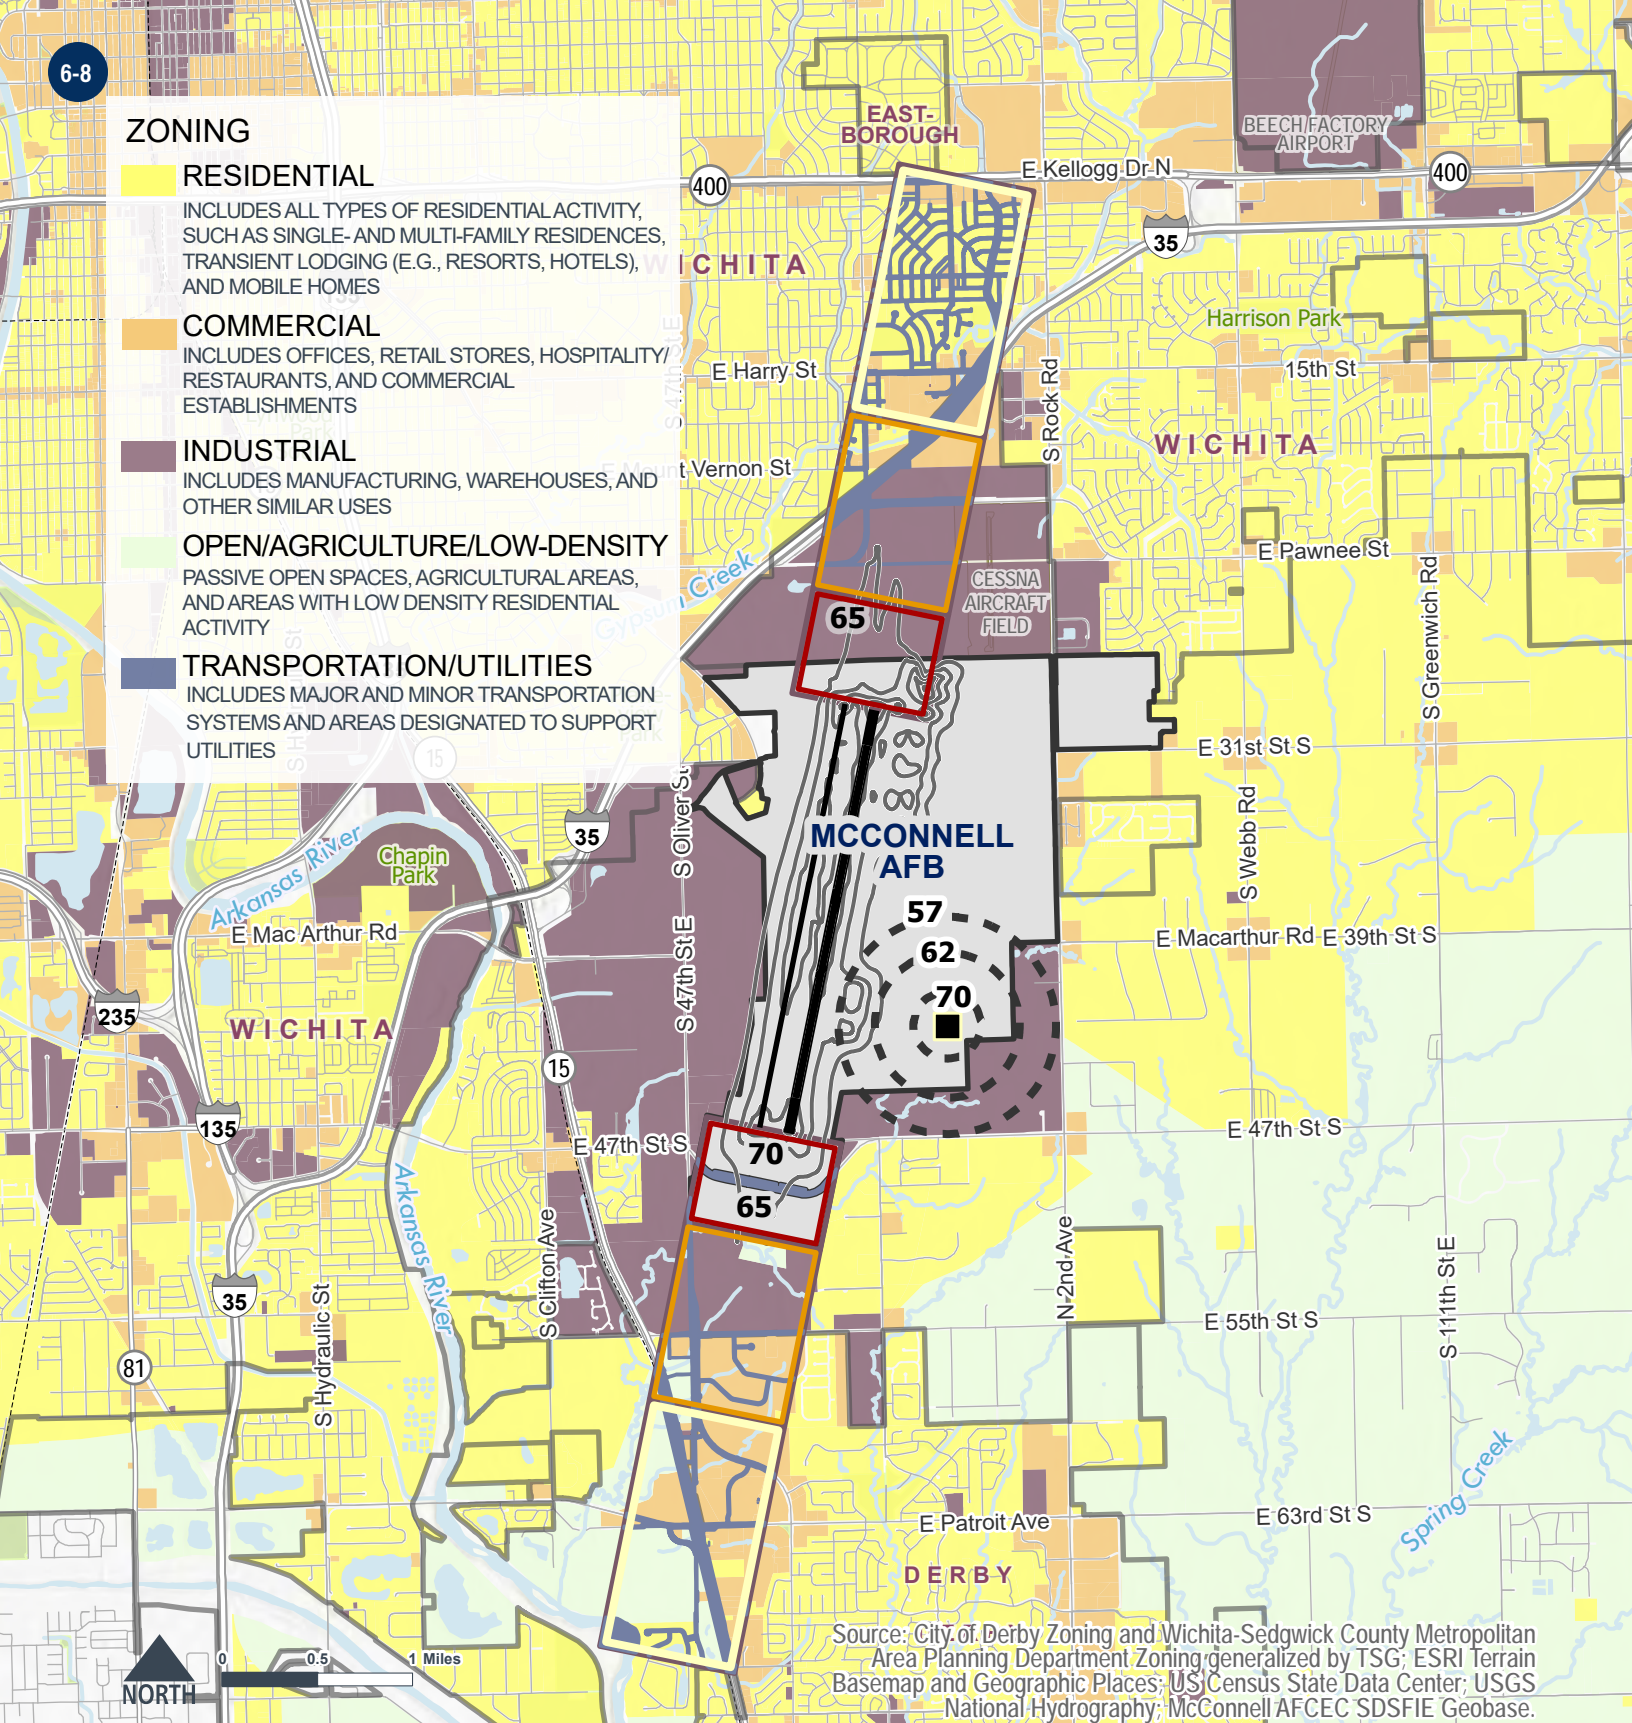 6-8
ZONING
RESIDENTIAL
INCLUDES ALL TYPES OF RESIDENTIAL ACTIVITY,
SUCH AS SINGLE- AND MULTI-FAMILY RESIDENCES,
TRANSIENT LODGING (E.G., RESORTS, HOTELS),
AND MOBILE HOMES
COMMERCIAL
INCLUDES OFFICES, RETAIL STORES, HOSPITALITY/
RESTAURANTS, AND COMMERCIAL
ESTABLISHMENTS
INDUSTRIAL
INCLUDES MANUFACTURING, WAREHOUSES, AND
OTHER SIMILAR USES
OPEN/AGRICULTURE/LOW-DENSITY
PASSIVE OPEN SPACES, AGRICULTURAL AREAS,
AND AREAS WITH LOW DENSITY RESIDENTIAL
ACTIVITY
TRANSPORTATION/UTILITIES
INCLUDES MAJOR AND MINOR TRANSPORTATION
SYSTEMS AND AREAS DESIGNATED TO SUPPORT
UTILITIES
EAST-
BOROUGH
BEECH FACTORY
AIRPORT
E Kellogg Dr N
400
400
35
WICHITA
Harrison Park
S 47th St E
E Harry St
15th St
S Rock Rd
WICHITA
E Mount Vernon St
E Pawnee St
Gypsum Creek
CESSNA
AIRCRAFT
FIELD
S Greenwich Rd
65
E 31st St S
15
S Oliver St
35
MCCONNELL
AFB
S Webb Rd
Chapin
Park
Arkansas River
57
E Mac Arthur Rd
E Macarthur Rd
E 39th St S
62
S 47th St E
70
235
WICHITA
15
135
E 47th St S
E 47th St S
70
65
Arkansas River
S Clifton Ave
N 2nd Ave
S 111th St E
35
S Hydraulic St
E 55th St S
81
Spring Creek
E Patroit Ave
E 63rd St S
DERBY
NORTH
0 0.5 1 Miles
Source: City of Derby Zoning and Wichita-Sedgwick County Metropolitan
Area Planning Department Zoning generalized by TSG; ESRI Terrain
Basemap and Geographic Places; US Census State Data Center; USGS
National Hydrography; McConnell AFCEC SDSFIE Geobase.